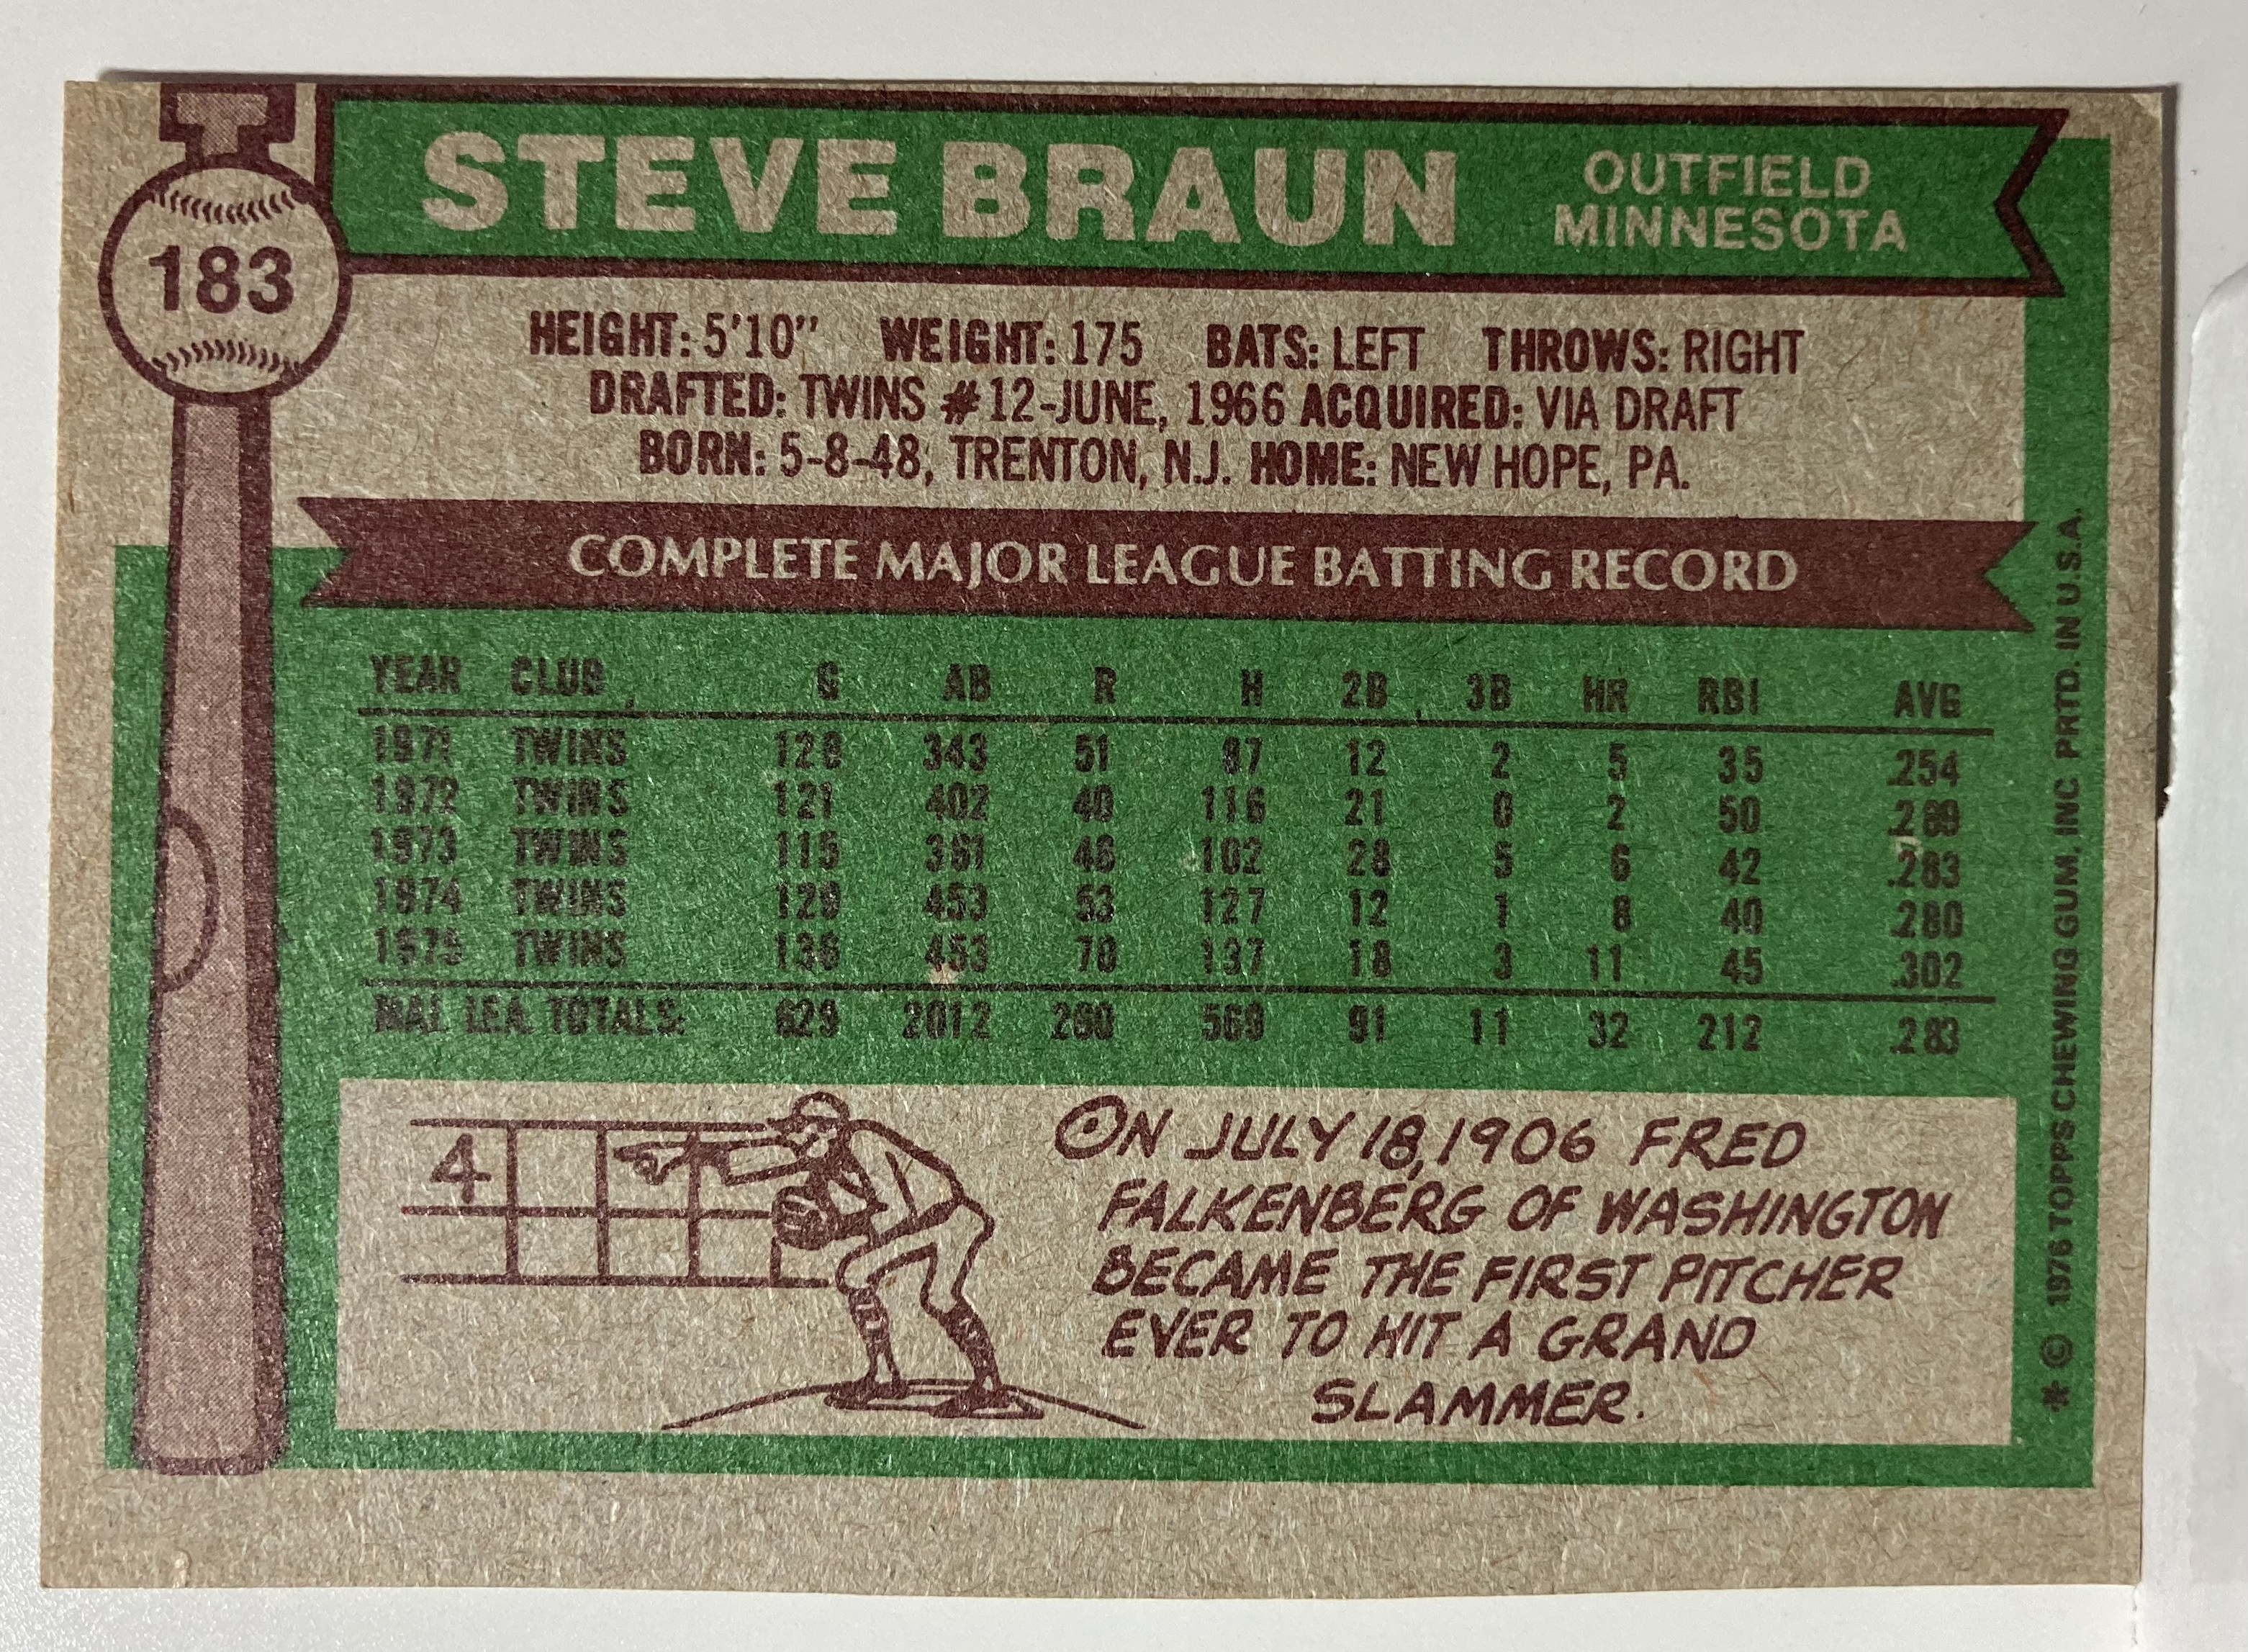 STEVE BRAUN
OUTFIELD
MINNESOTA
183
HEIGHT: 5'10" WEIGHT: 175 BATS: LEFT THROWS: RIGHT
DRAFTED: TWINS #12-JUNE, 1966 ACQUIRED: VIA DRAFT
BORN: 5-8-48, TRENTON, N.J. HOME: NEW HOPE, PA.
COMPLETE MAJOR LEAGUE BATTING RECORD
YEAR CLUB G AB R H 2B 3B HR RBI AVG
1971 TWINS 128 343 51 87 12 2 5 35 .254
1972 TWINS 121 402 40 116 21 0 2 50 .289
1973 TWINS 115 361 46 102 28 5 6 42 .283
1974 TWINS 129 453 53 127 12 1 8 40 .280
1975 TWINS 136 453 70 137 18 3 11 45 .302
MAJ. LEA. TOTALS: 629 2012 260 569 91 11 32 212 .283
4
ON JULY 18, 1906 FRED
FALKENBERG OF WASHINGTON
BECAME THE FIRST PITCHER
EVER TO HIT A GRAND
SLAMMER.
* © 1976 TOPPS CHEWING GUM, INC PRTD. IN U.S.A.